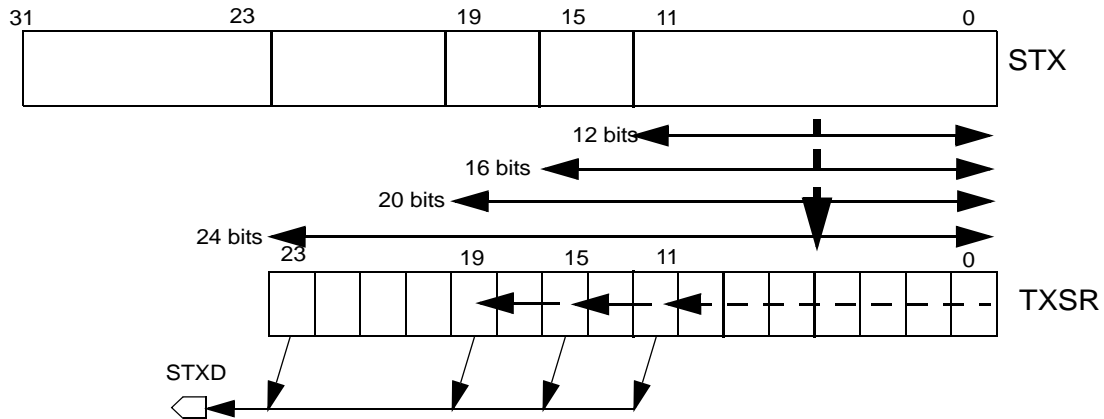 31 23 19 15 11 0
STX
12 bits
16 bits
20 bits
24 bits
23 19 15 11 0
TXSR
STXD